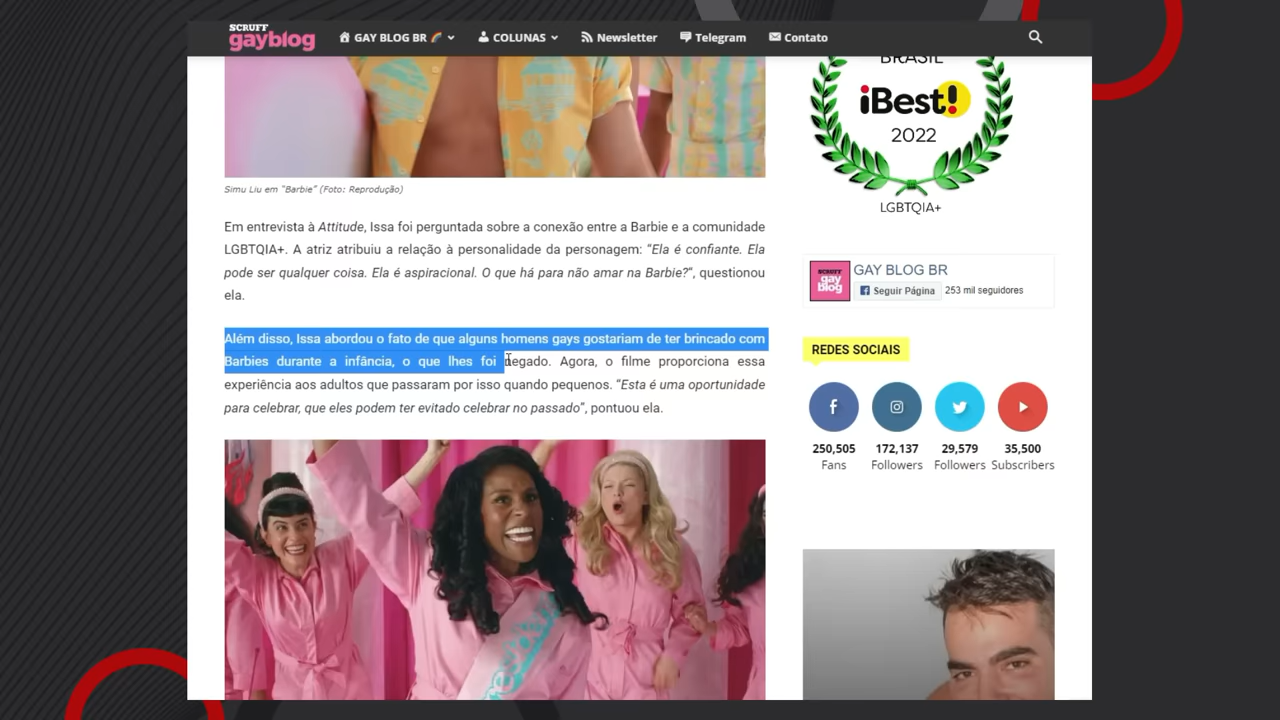 SCRUFF
gayblog
GAY BLOG BR
COLUNAS
Newsletter
Telegram
Contato
Simu Liu em "Barbie" (Foto: Reprodução)
Em entrevista à Attitude, Issa foi perguntada sobre a conexão entre a Barbie e a comunidade
LGBTQIA+. A atriz atribuiu a relação à personalidade da personagem: “Ela é confiante. Ela
pode ser qualquer coisa. Ela é aspiracional. O que há para não amar na Barbie?“, questionou
ela.
Além disso, Issa abordou o fato de que alguns homens gays gostariam de ter brincado com
Barbies durante a infância, o que lhes foi negado. Agora, o filme proporciona essa
experiência aos adultos que passaram por isso quando pequenos. “Esta é uma oportunidade
para celebrar, que eles podem ter evitado celebrar no passado”, pontuou ela.
BRASIL
iBest!
2022
LGBTQIA+
SCRUFF
gay
blog
GAY BLOG BR
Seguir Página
253 mil seguidores
REDES SOCIAIS
250,505
Fans
172,137
Followers
29,579
Followers
35,500
Subscribers